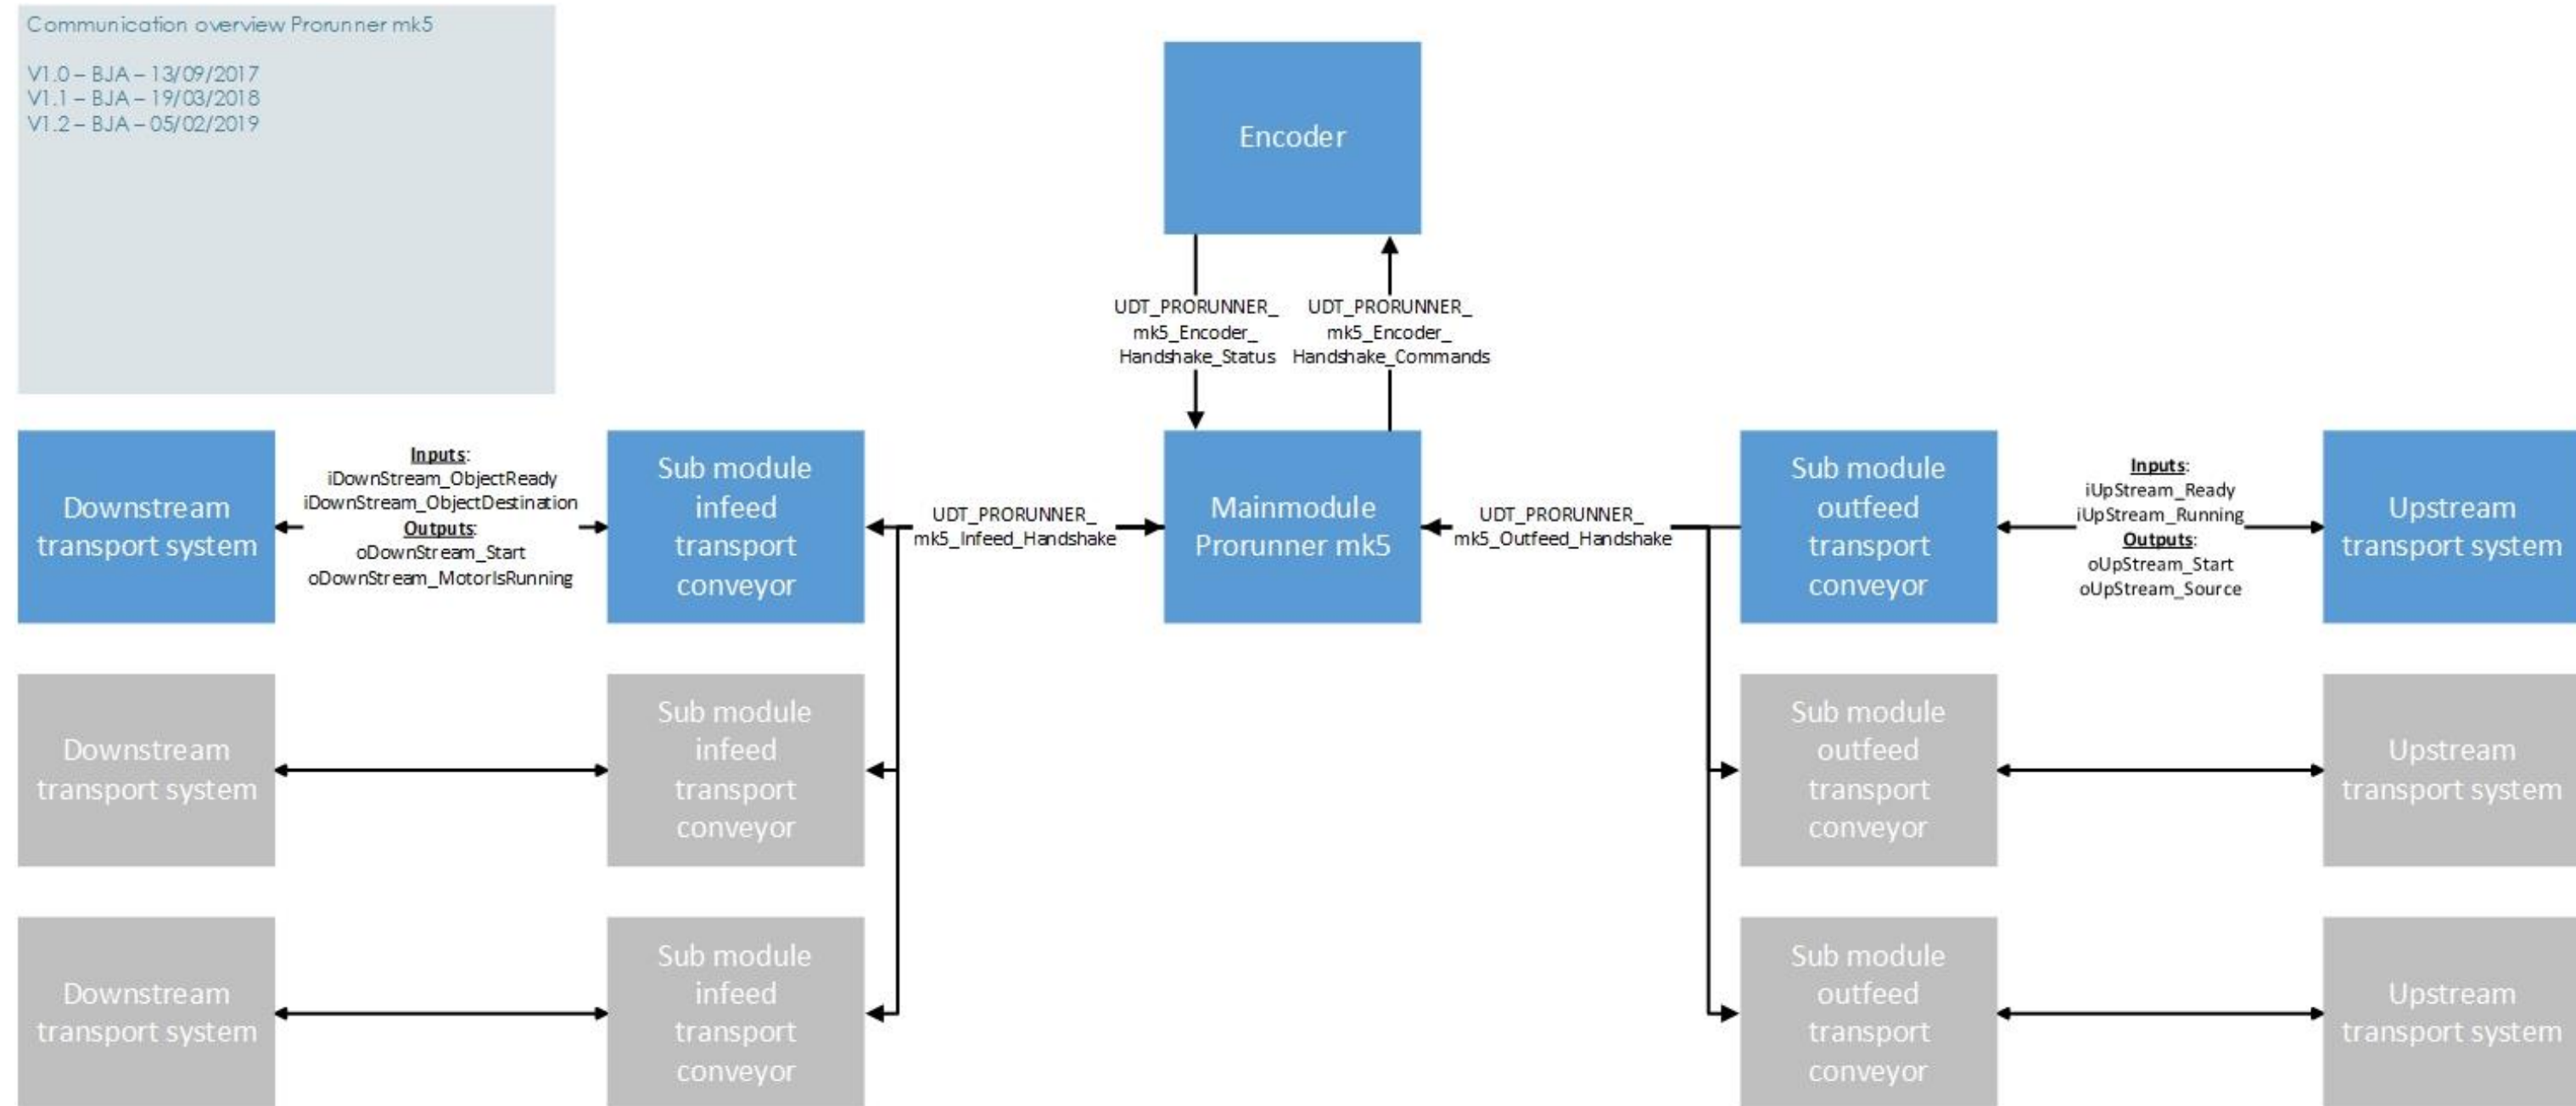 Communication overview Prorunner mk5
V1.0 – BJA – 13/09/2017
V1.1 – BJA – 19/03/2018
V1.2 – BJA – 05/02/2019
Encoder
UDT_PRORUNNER_
mk5_Encoder_
Handshake_Status
UDT_PRORUNNER_
mk5_Encoder_
Handshake_Commands
Downstream
transport system
Inputs:
iDownStream_ObjectReady
iDownStream_ObjectDestination
Outputs:
oDownStream_Start
oDownStream_MotorIsRunning
Sub module
infeed
transport
conveyor
UDT_PRORUNNER_
mk5_Infeed_Handshake
Mainmodule
Prorunner mk5
UDT_PRORUNNER_
mk5_Outfeed_Handshake
Sub module
outfeed
transport
conveyor
Inputs:
iUpStream_Ready
iUpStream_Running
Outputs:
oUpStream_Start
oUpStream_Source
Upstream
transport system
Downstream
transport system
Sub module
infeed
transport
conveyor
Sub module
outfeed
transport
conveyor
Upstream
transport system
Downstream
transport system
Sub module
infeed
transport
conveyor
Sub module
outfeed
transport
conveyor
Upstream
transport system